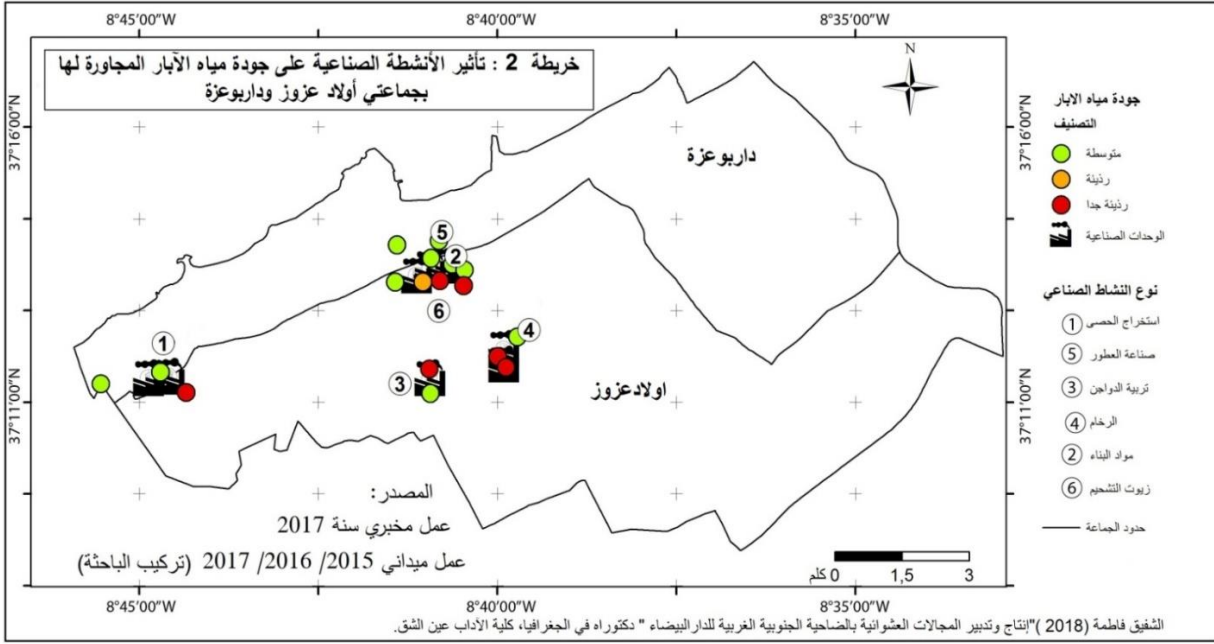 8°45'00"W
8°40'00"W
8°35'00"W
خريطة 2 : تأثير الأنشطة الصناعية على جودة مياه الآبار المجاورة لها
بجماعتي أولاد عزوز وداربوعزة
N
37°16'00"N
37°16'00"N
داربوعزة
5
2
6
1
4
3
اولادعزوز
37°11'00"N
37°11'00"N
المصدر:
عمل مخبري سنة 2017
عمل ميداني 2015/ 2016/ 2017 (تركيب الباحثة)
0 1,5 3 كلم
8°45'00"W
8°40'00"W
8°35'00"W
جودة مياه الابار
التصنيف
متوسطة
رذيئة
رذيئة جدا
الوحدات الصناعية
نوع النشاط الصناعي
1 استخراج الحصى
5 صناعة العطور
3 تربية الدواجن
4 الرخام
2 مواد البناء
6 زيوت التشحيم
حدود الجماعة
الشفيق فاطمة (2018 )"إنتاج وتدبير المجالات العشوائية بالضاحية الجنوبية الغربية للدارالبيضاء " دكتوراه في الجغرافيا، كلية الآداب عين الشق.